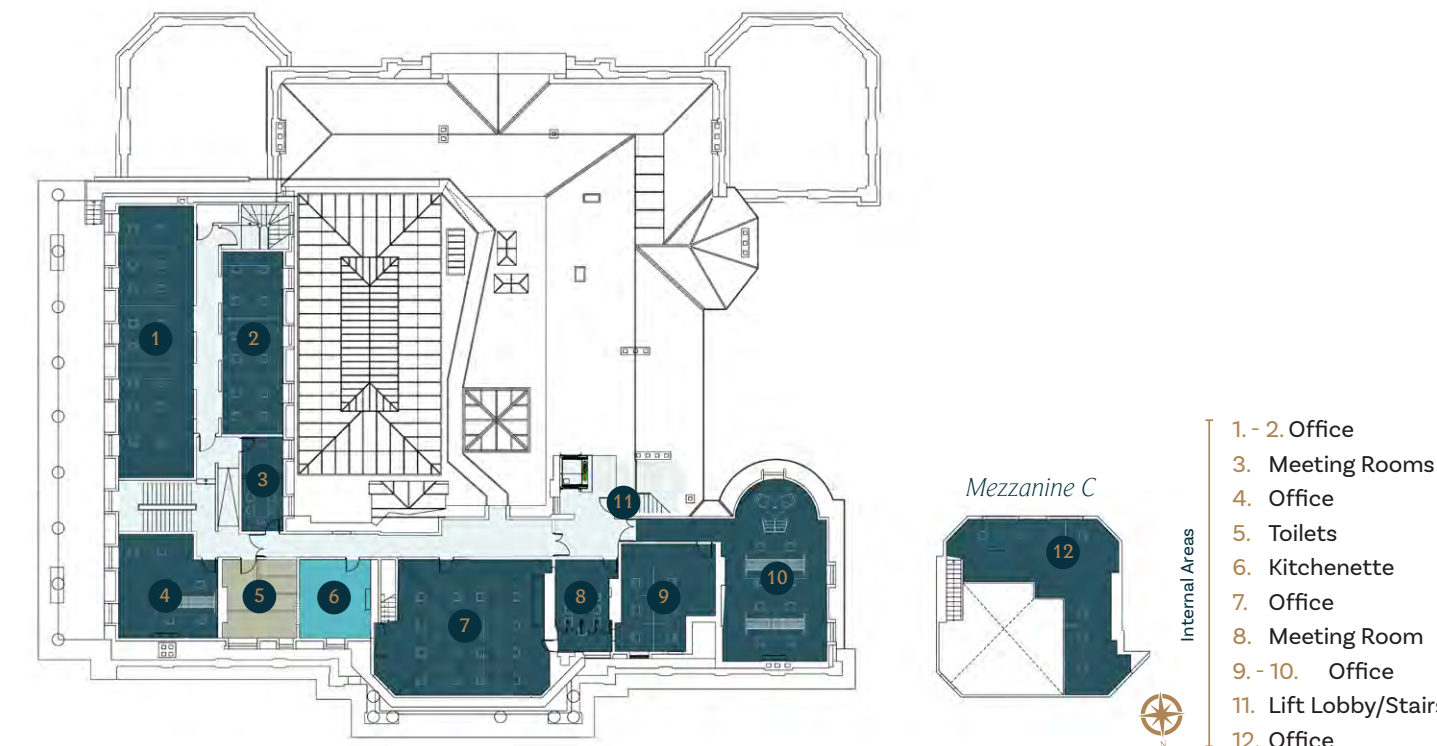 1
2
3
4
5
6
7
8
9
10
11
Mezzanine C
12
Internal Areas
1. - 2. Office
3. Meeting Rooms
4. Office
5. Toilets
6. Kitchenette
7. Office
8. Meeting Room
9. - 10. Office
11. Lift Lobby/Stairs
12. Office
N